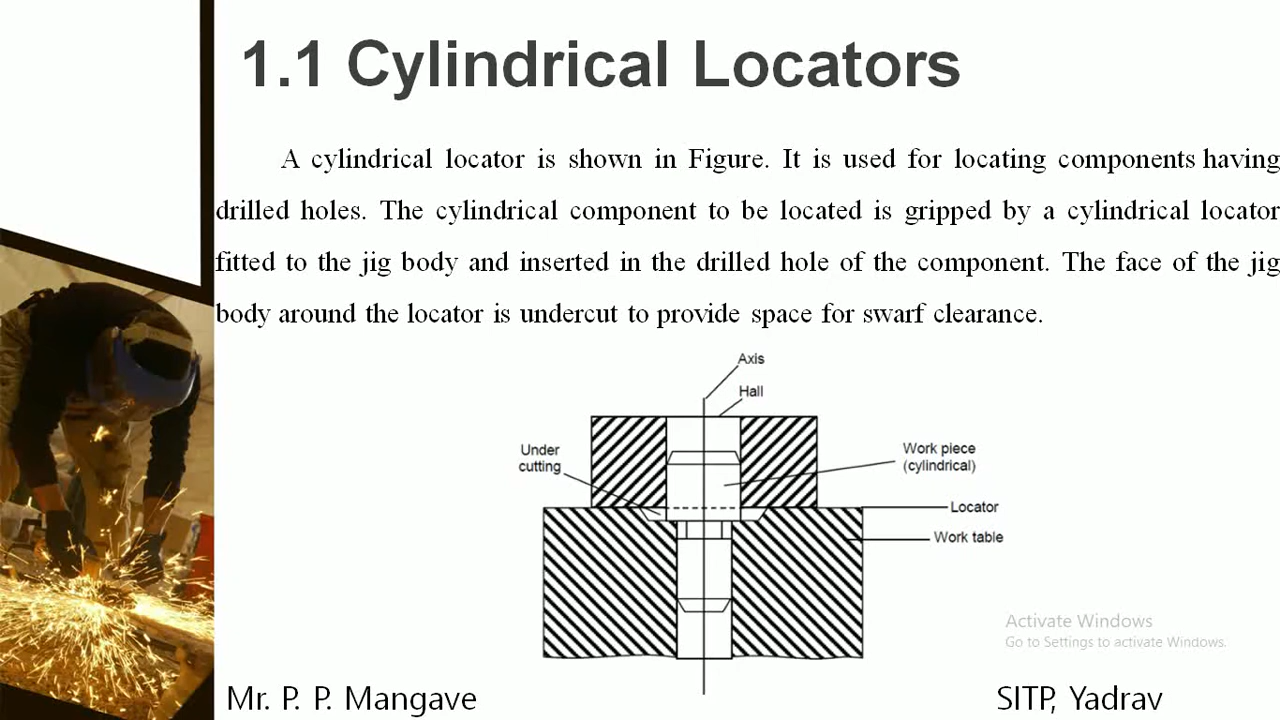 1.1 Cylindrical Locators
A cylindrical locator is shown in Figure. It is used for locating components having
drilled holes. The cylindrical component to be located is gripped by a cylindrical locator
fitted to the jig body and inserted in the drilled hole of the component. The face of the jig
body around the locator is undercut to provide space for swarf clearance.
Axis
Hall
Under
cutting
Work piece
(cylindrical)
Locator
Work table
Activate Windows
Go to Settings to activate Windows.
Mr. P. P. Mangave
SITP, Yadrav